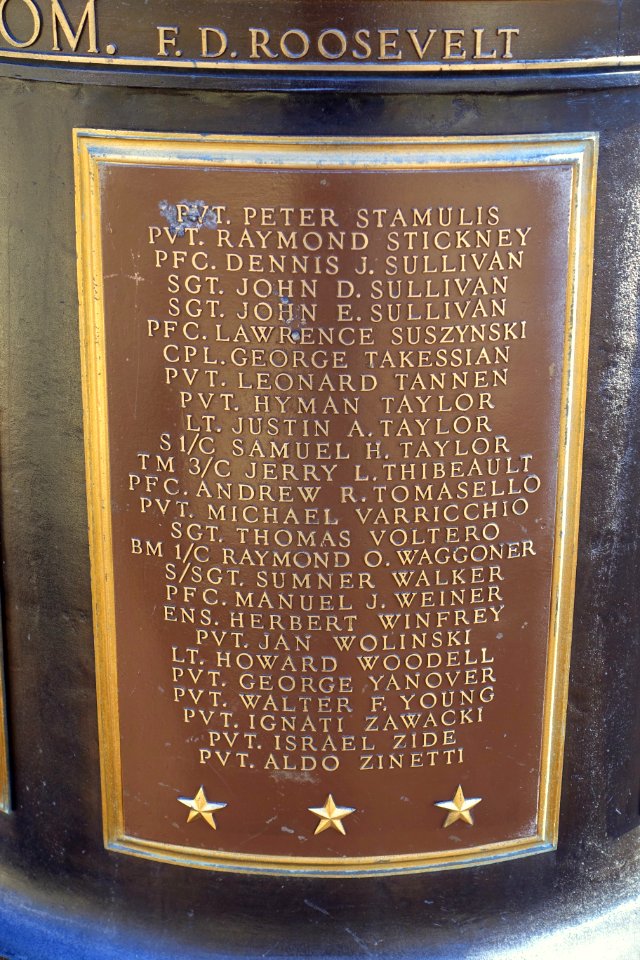 OM. F. D. ROOSEVELT
PVT. PETER STAMULIS
PVT. RAYMOND STICKNEY
PFC. DENNIS J. SULLIVAN
SGT. JOHN D. SULLIVAN
SGT. JOHN E. SULLIVAN
PFC. LAWRENCE SUSZYNSKI
CPL. GEORGE TAKESSIAN
PVT. LEONARD TANNEN
PVT. HYMAN TAYLOR
LT. JUSTIN A. TAYLOR
S 1/C SAMUEL H. TAYLOR
TM 3/C JERRY L. THIBEAULT
PFC. ANDREW R. TOMASELLO
PVT. MICHAEL VARRICCHIO
SGT. THOMAS VOLTERO
BM 1/C RAYMOND O. WAGGONER
S/SGT. SUMNER WALKER
PFC. MANUEL J. WEINER
ENS. HERBERT WINFREY
PVT. JAN WOLINSKI
LT. HOWARD WOODELL
PVT. GEORGE YANOVER
PVT. WALTER F. YOUNG
PVT. IGNATI ZAWACKI
PVT. ISRAEL ZIDE
PVT. ALDO ZINETTI